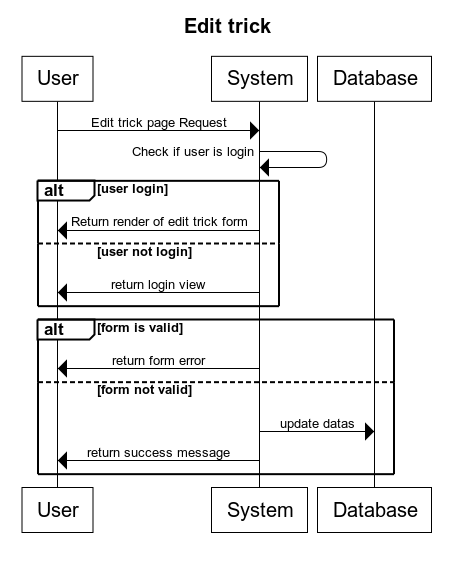 Edit trick
User
System
Database
Edit trick page Request
Check if user is login
alt
[user login]
Return render of edit trick form
[user not login]
return login view
alt
[form is valid]
return form error
[form not valid]
update datas
return success message
User
System
Database